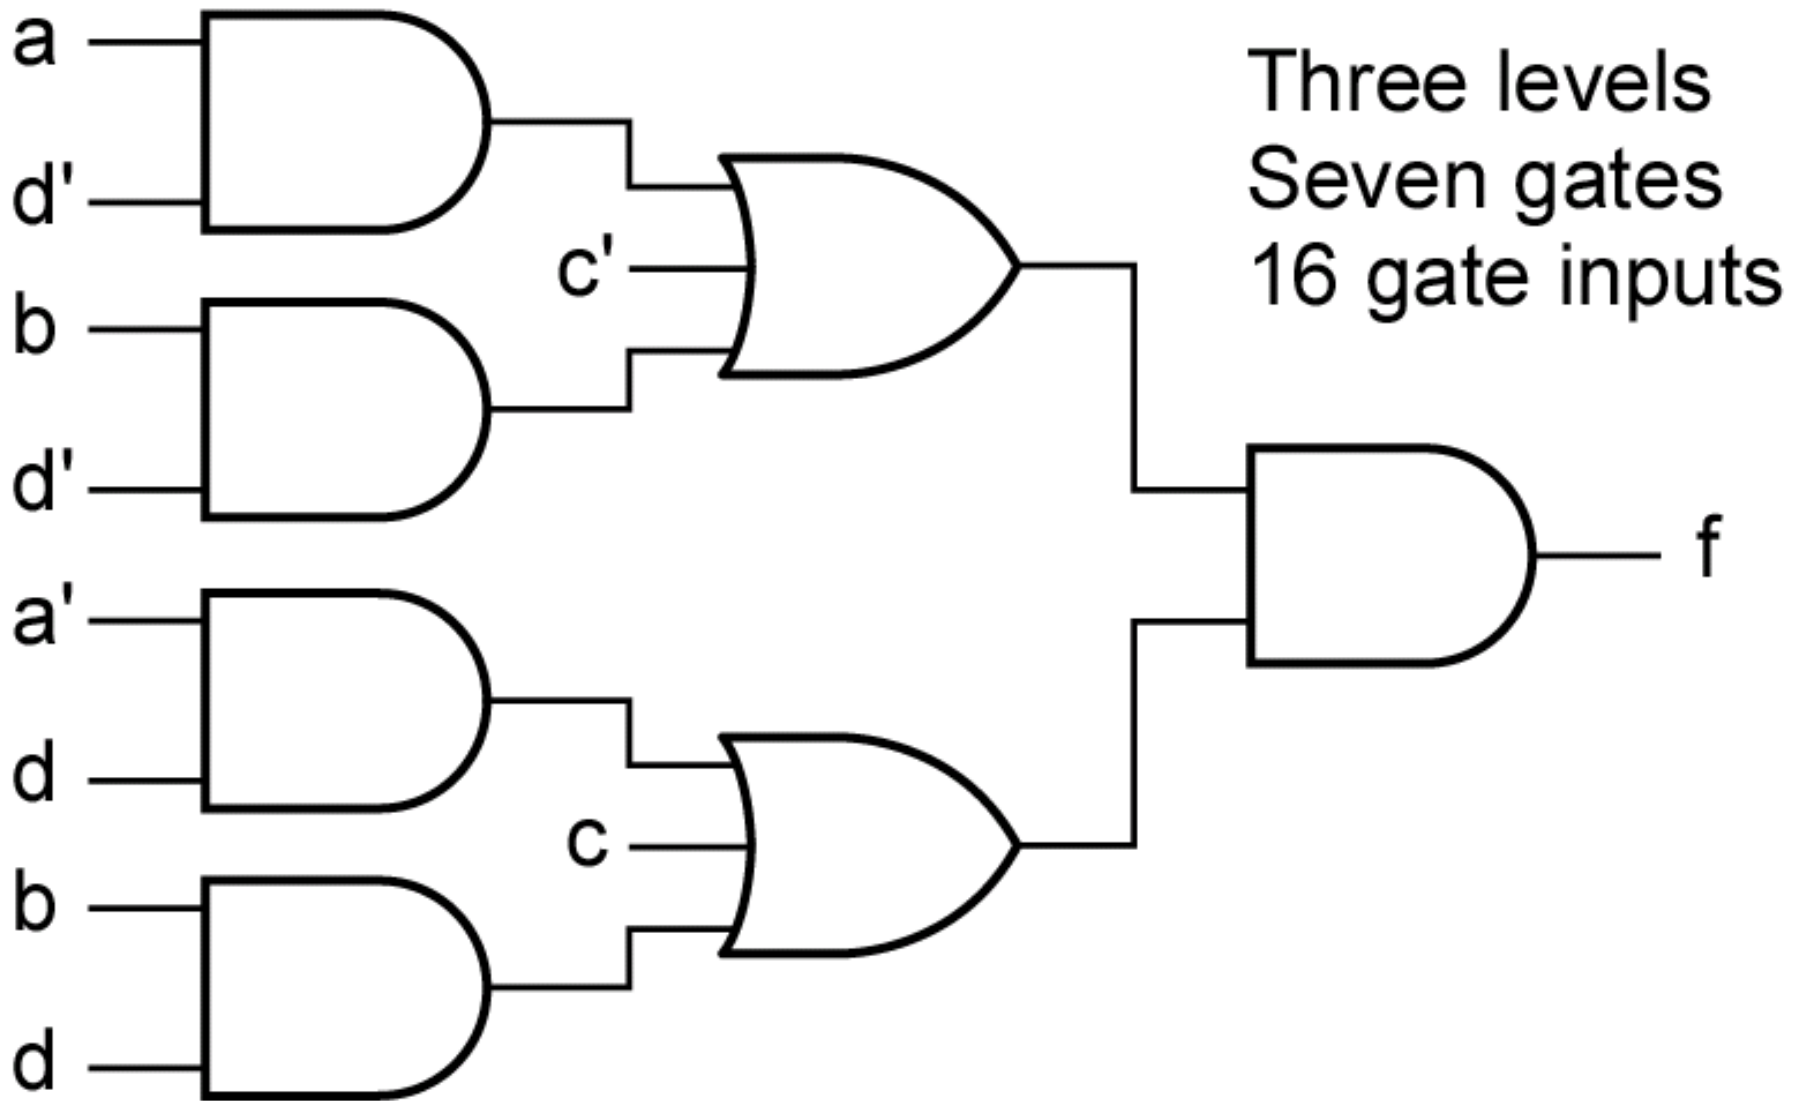 a
d'
b
d'
a'
d
b
d
c'
c
Three levels
Seven gates
16 gate inputs
f